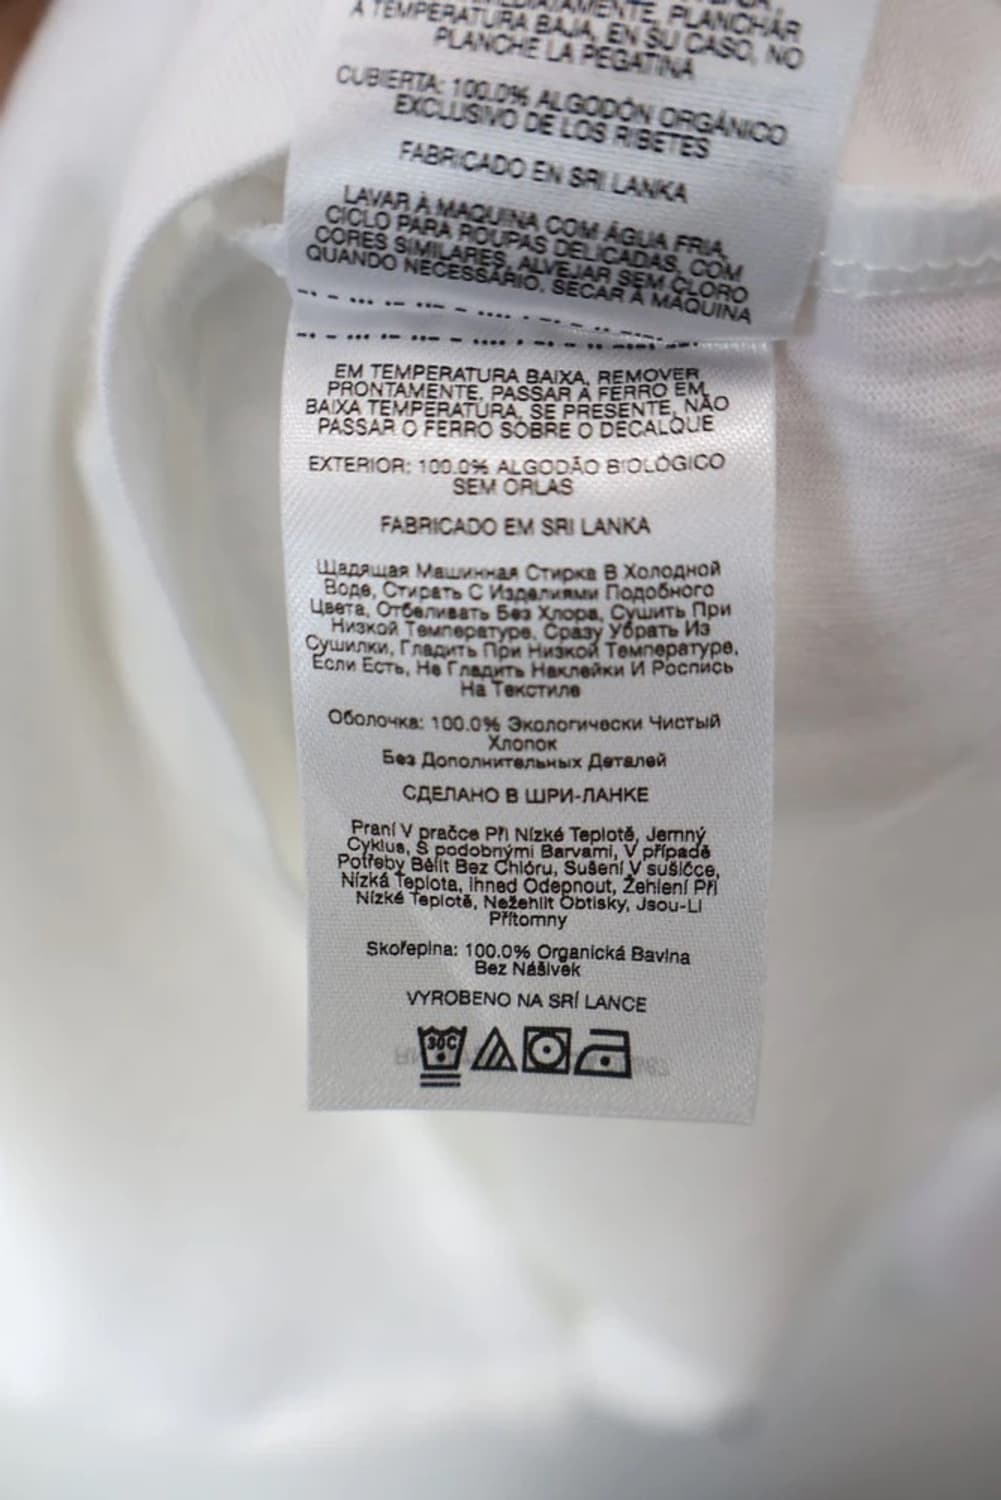 PLANCHAR
A TEMPERATURA BAJA, EN SU CASO, NO
PLANCHE LA PEGATINA
CUBIERTA: 100.0% ALGODÓN ORGÁNICO
EXCLUSIVO DE LOS RIBETES
FABRICADO EN SRI LANKA
LAVAR À MAQUINA COM ÁGUA FRIA,
CICLO PARA ROUPAS DELICADAS, COM
CORES SIMILARES, ALVEJAR SEM CLORO
QUANDO NECESSÁRIO, SECAR À MÁQUINA
EM TEMPERATURA BAIXA, REMOVER
PRONTAMENTE, PASSAR A FERRO EM
BAIXA TEMPERATURA, SE PRESENTE, NÃO
PASSAR O FERRO SOBRE O DECALQUE
EXTERIOR: 100.0% ALGODÃO BIOLÓGICO
SEM ORLAS
FABRICADO EM SRI LANKA
Щадящая Машинная Стирка В Холодной
Воде, Стирать С Изделиями Подобного
Цвета, Отбеливать Без Хлора, Сушить При
Низкой Температуре, Сразу Убрать Из
Сушилки, Гладить При Низкой Температуре,
Если Есть, Не Гладить Наклейки И Роспись
На Текстиле
Оболочка: 100.0% Экологически Чистый
Хлопок
Без Дополнительных Деталей
СДЕЛАНО В ШРИ-ЛАНКЕ
Praní V pračce Při Nízké Teplotě, Jemný
Cyklus, S podobnými Barvami, V případě
Potřeby Bělit Bez Chlóru, Sušení V sušičce,
Nízká Teplota, Ihned Odepnout, Žehlení Při
Nízké Teplotě, Nežehlit Obtisky, Jsou-Li
Přítomny
Skořepina: 100.0% Organická Bavlna
Bez Nášivek
VYROBENO NA SRÍ LANCE
30C